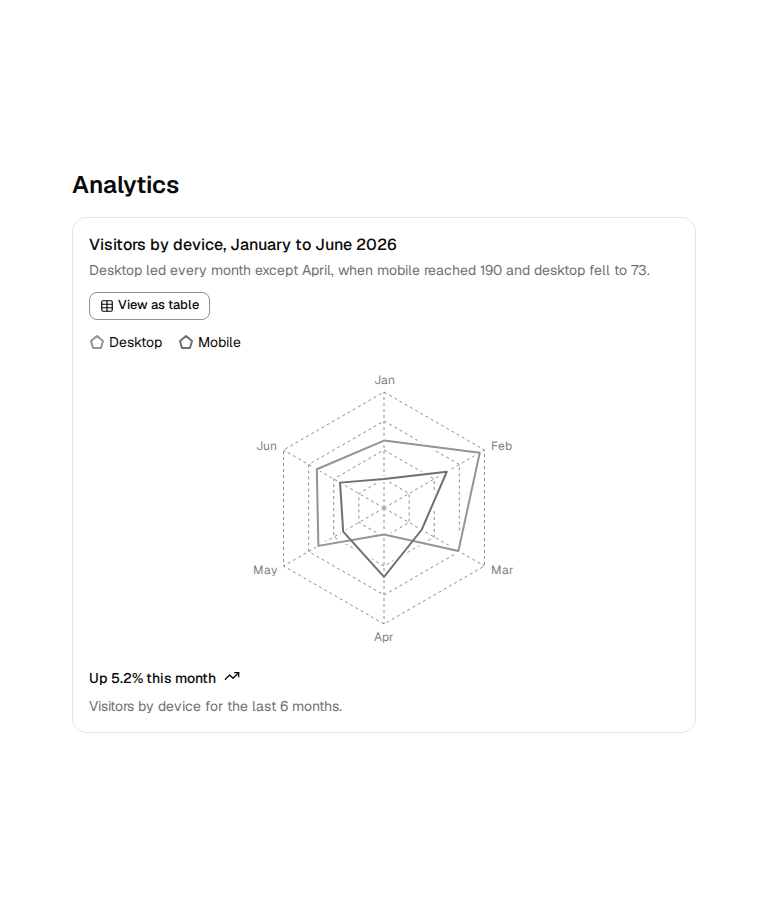 Analytics
Visitors by device, January to June 2026
Desktop led every month except April, when mobile reached 190 and desktop fell to 73.
View as table
Desktop Mobile
Jan
Jun Feb
May Mar
Apr
Up 5.2% this month
Visitors by device for the last 6 months.